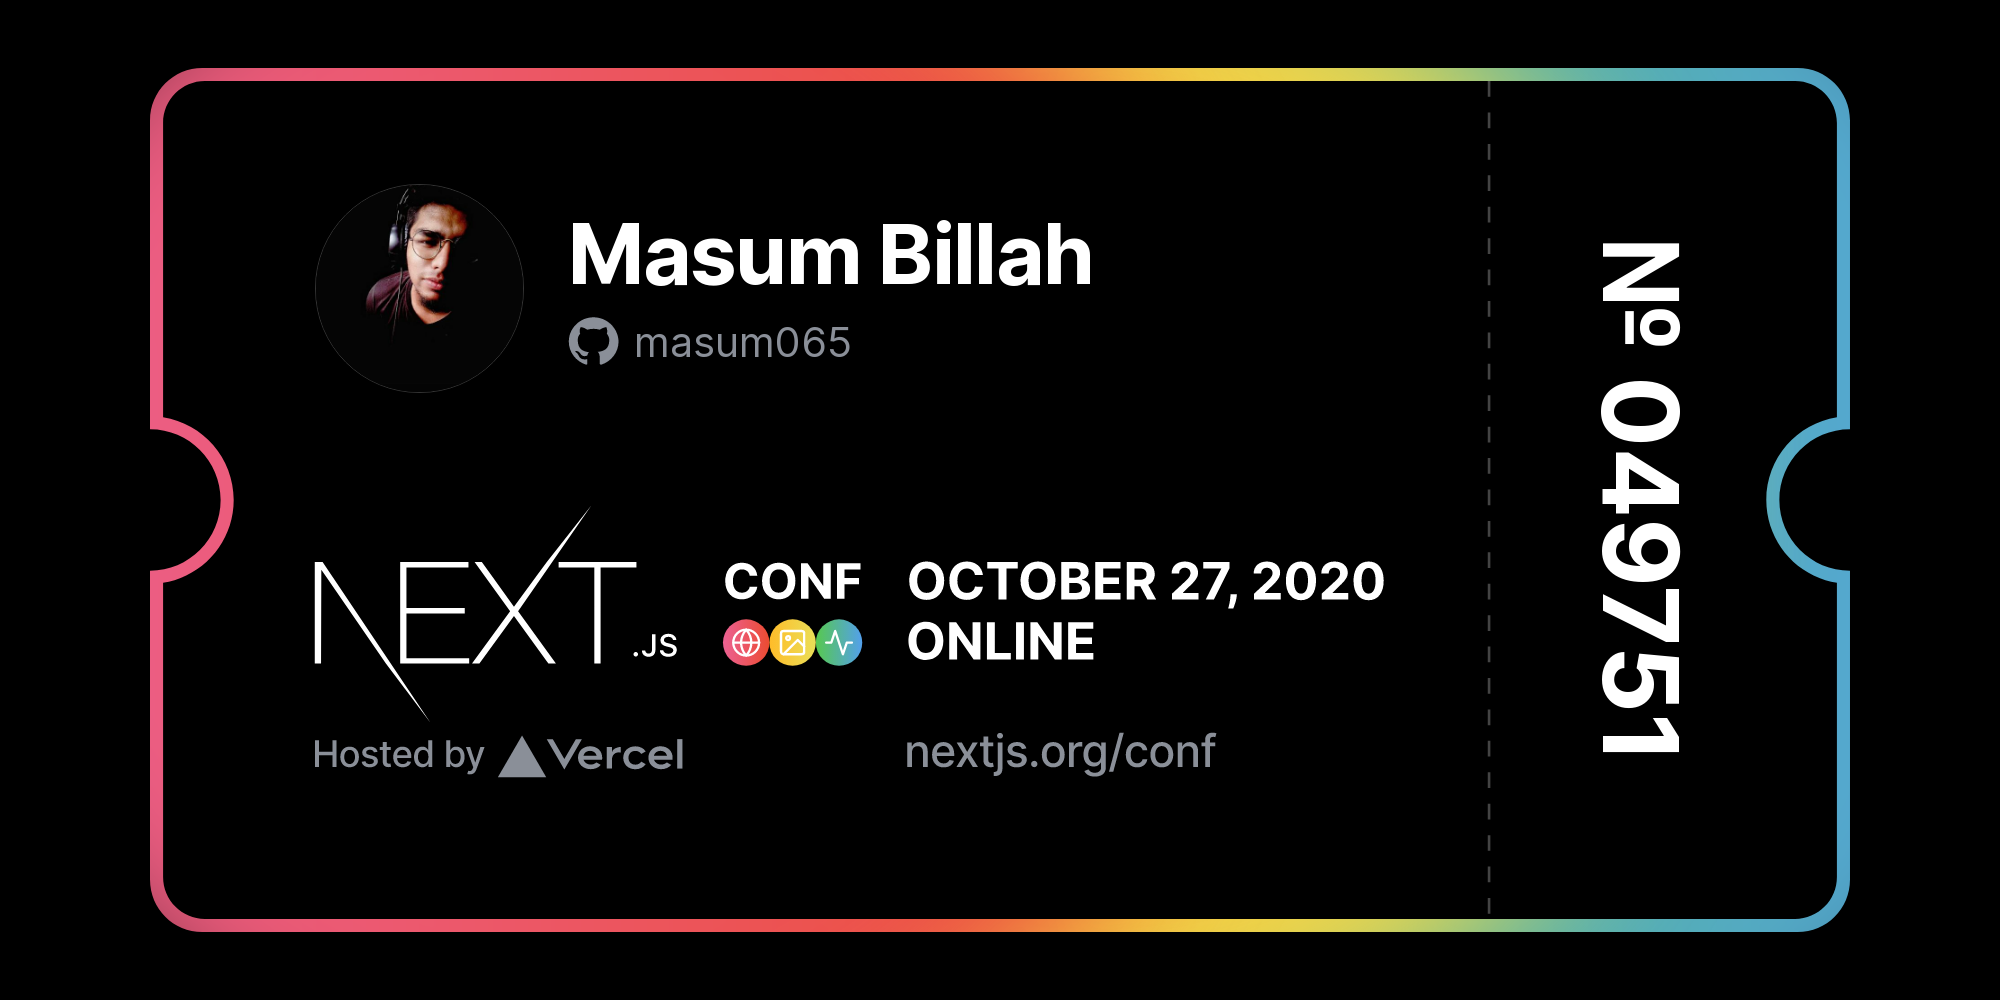 Masum Billah
masum065
NEXT.JS
CONF
OCTOBER 27, 2020
ONLINE
Hosted by Vercel
nextjs.org/conf
Nº 049751